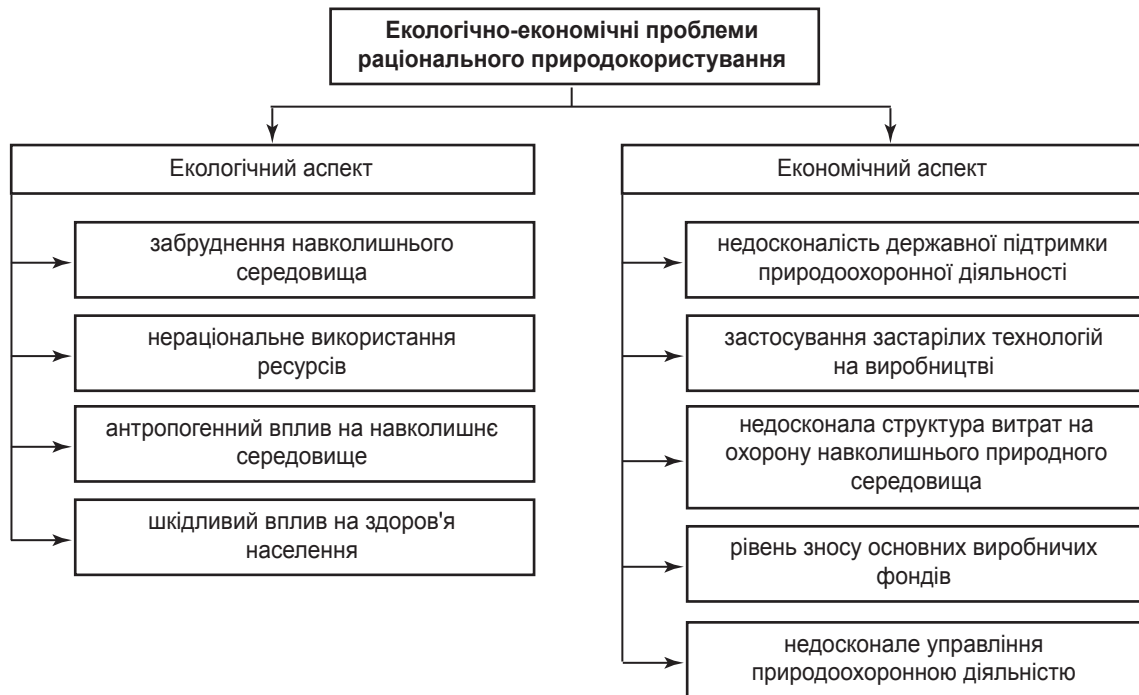 Екологічно-економічні проблеми
раціонального природокористування
Екологічний аспект
забруднення навколишнього
середовища
нераціональне використання
ресурсів
антропогенний вплив на навколишнє
середовище
шкідливий вплив на здоров'я
населення
Економічний аспект
недосконалість державної підтримки
природоохоронної діяльності
застосування застарілих технологій
на виробництві
недосконала структура витрат на
охорону навколишнього природного
середовища
рівень зносу основних виробничих
фондів
недосконале управління
природоохоронною діяльністю